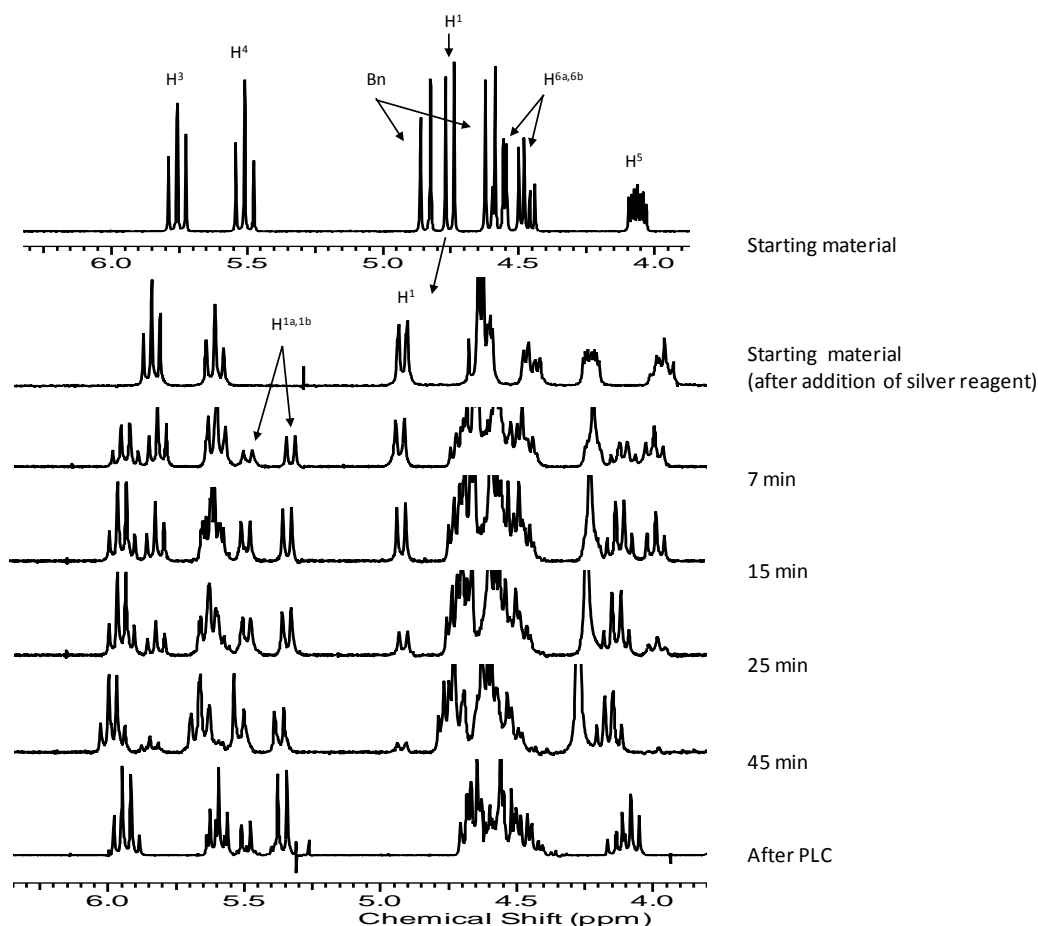 H¹
H⁴
H³
Bn
H⁶ᵃ,⁶ᵇ
H⁵
6.0 5.5 5.0 4.5 4.0
Starting material
H¹
H¹ᵃ,¹ᵇ
Starting material
(after addition of silver reagent)
7 min
15 min
25 min
45 min
After PLC
6.0 5.5 5.0 4.5 4.0
Chemical Shift (ppm)